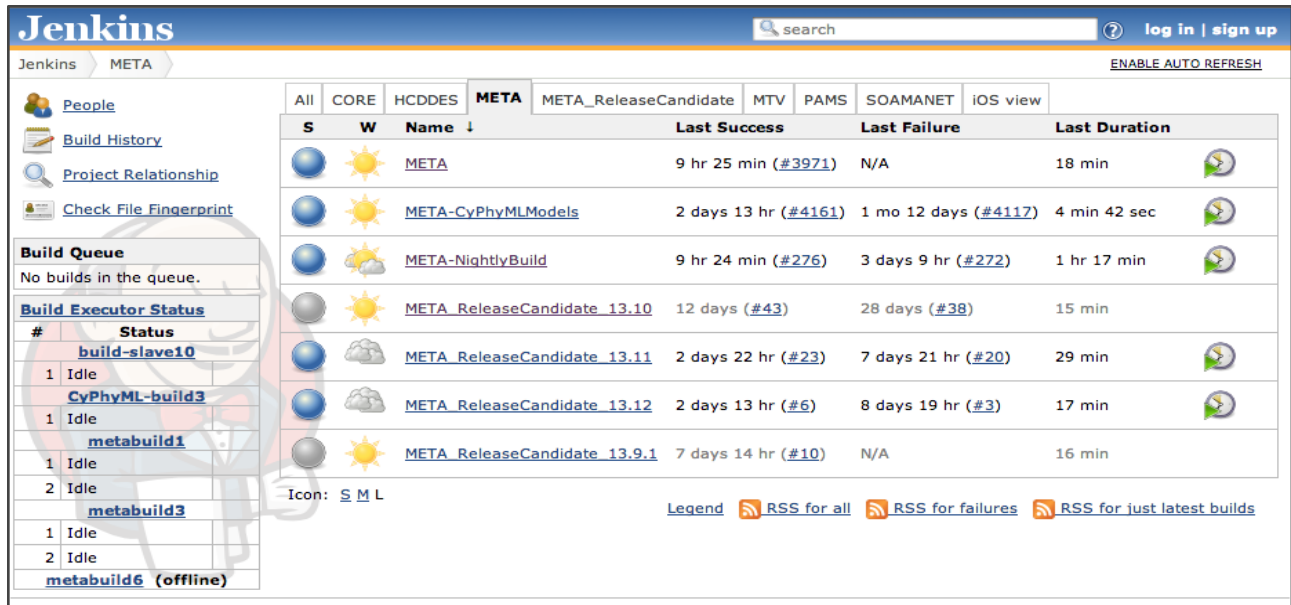 Jenkins
search
log in | sign up
Jenkins META
ENABLE AUTO REFRESH
People
Build History
Project Relationship
Check File Fingerprint
Build Queue
No builds in the queue.
Build Executor Status
# Status
build-slave10
1 Idle
CyPhyML-build3
1 Idle
metabuild1
1 Idle
2 Idle
metabuild3
1 Idle
2 Idle
metabuild6 (offline)
All CORE HCDDES META META_ReleaseCandidate MTV PAMS SOAMANET iOS view
S W Name ↓ Last Success Last Failure Last Duration
META 9 hr 25 min (#3971) N/A 18 min
META-CyPhyMLModels 2 days 13 hr (#4161) 1 mo 12 days (#4117) 4 min 42 sec
META-NightlyBuild 9 hr 24 min (#276) 3 days 9 hr (#272) 1 hr 17 min
META_ReleaseCandidate_13.10 12 days (#43) 28 days (#38) 15 min
META_ReleaseCandidate_13.11 2 days 22 hr (#23) 7 days 21 hr (#20) 29 min
META_ReleaseCandidate_13.12 2 days 13 hr (#6) 8 days 19 hr (#3) 17 min
META_ReleaseCandidate_13.9.1 7 days 14 hr (#10) N/A 16 min
Icon: S M L
Legend RSS for all RSS for failures RSS for just latest builds